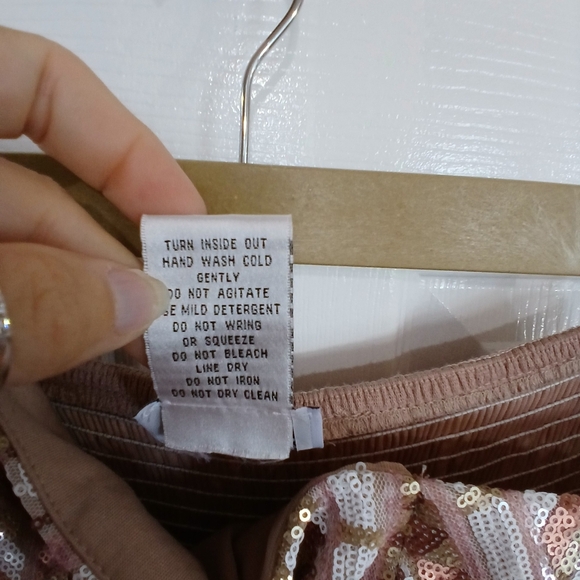 TURN INSIDE OUT
HAND WASH COLD
GENTLY
DO NOT AGITATE
SE MILD DETERGENT
DO NOT WRING
OR SQUEEZE
DO NOT BLEACH
LINE DRY
DO NOT IRON
DO NOT DRY CLEAN